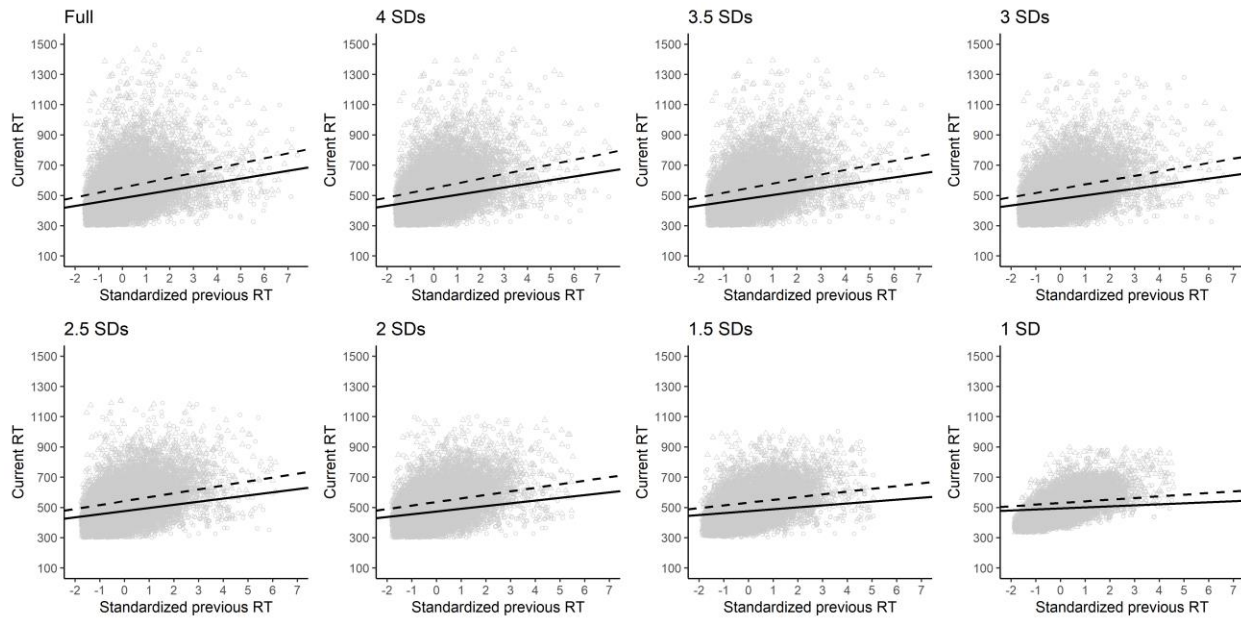 Full
4 SDs
3.5 SDs
3 SDs
1500
1300
1100
900
700
500
300
100
Current RT
-2 -1 0 1 2 3 4 5 6 7
Standardized previous RT
1500
1300
1100
900
700
500
300
100
Current RT
-2 -1 0 1 2 3 4 5 6 7
Standardized previous RT
1500
1300
1100
900
700
500
300
100
Current RT
-2 -1 0 1 2 3 4 5 6 7
Standardized previous RT
1500
1300
1100
900
700
500
300
100
Current RT
-2 -1 0 1 2 3 4 5 6 7
Standardized previous RT
2.5 SDs
2 SDs
1.5 SDs
1 SD
1500
1300
1100
900
700
500
300
100
Current RT
-2 -1 0 1 2 3 4 5 6 7
Standardized previous RT
1500
1300
1100
900
700
500
300
100
Current RT
-2 -1 0 1 2 3 4 5 6 7
Standardized previous RT
1500
1300
1100
900
700
500
300
100
Current RT
-2 -1 0 1 2 3 4 5 6 7
Standardized previous RT
1500
1300
1100
900
700
500
300
100
Current RT
-2 -1 0 1 2 3 4 5 6 7
Standardized previous RT